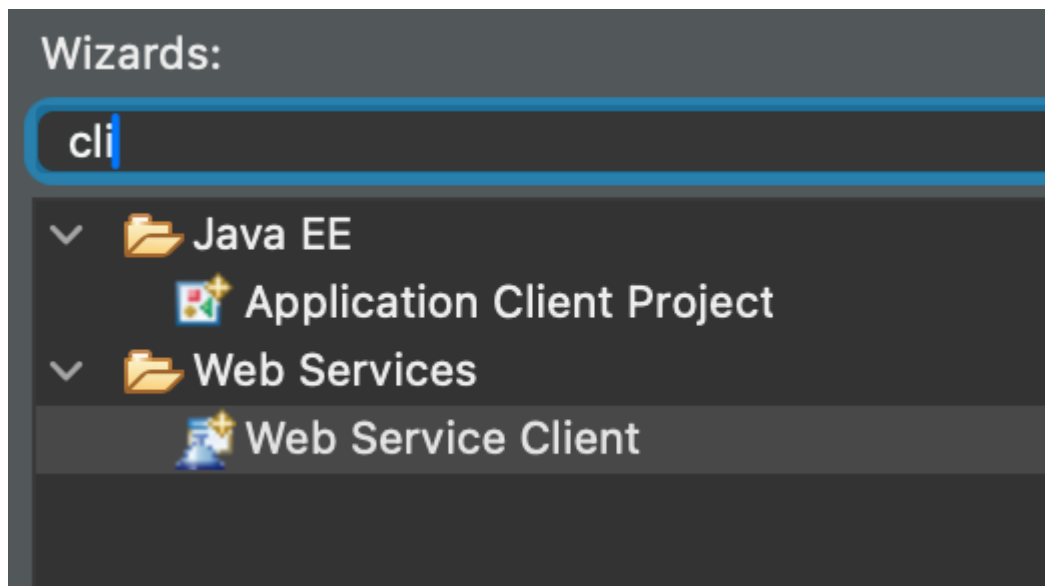 Wizards:
cli
Java EE
Application Client Project
Web Services
Web Service Client